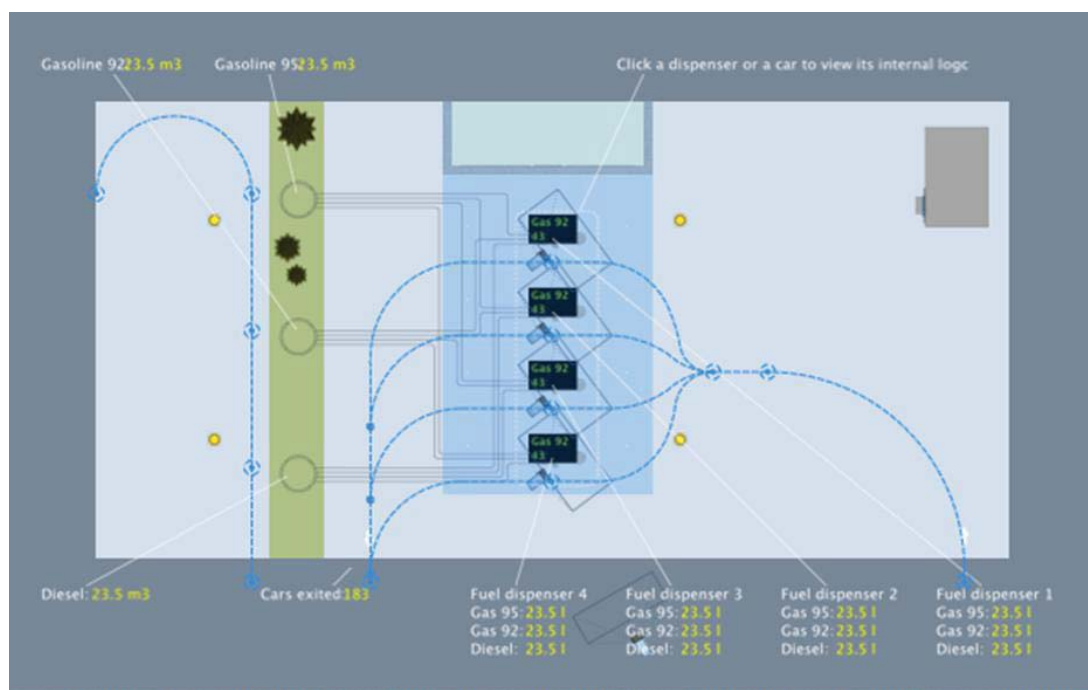 Gasoline 92 23.5 m3
Gasoline 95 23.5 m3
Click a dispenser or a car to view its internal logc
Gas 92
43
Gas 92
43
Gas 92
43
Gas 92
43
Diesel: 23.5 m3
Cars exited: 183
Fuel dispenser 4
Gas 95: 23.5 l
Gas 92: 23.5 l
Diesel: 23.5 l
Fuel dispenser 3
Gas 95: 23.5 l
Gas 92: 23.5 l
Diesel: 23.5 l
Fuel dispenser 2
Gas 95: 23.5 l
Gas 92: 23.5 l
Diesel: 23.5 l
Fuel dispenser 1
Gas 95: 23.5 l
Gas 92: 23.5 l
Diesel: 23.5 l